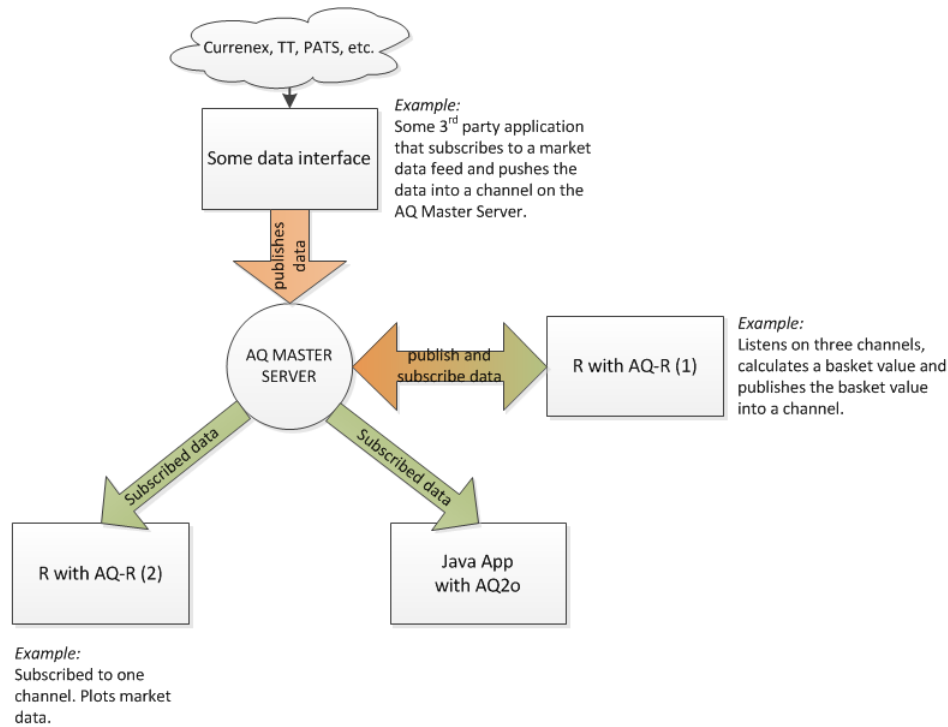 Currenex, TT, PATS, etc.
Example:
Some 3rd party application
that subscribes to a market
data feed and pushes the
data into a channel on the
AQ Master Server.
Some data interface
publishes
data
AQ MASTER
SERVER
publish and
subscribe data
R with AQ-R (1)
Example:
Listens on three channels,
calculates a basket value and
publishes the basket value
into a channel.
Subscribed data
Subscribed data
R with AQ-R (2)
Java App
with AQ2o
Example:
Subscribed to one
channel. Plots market
data.